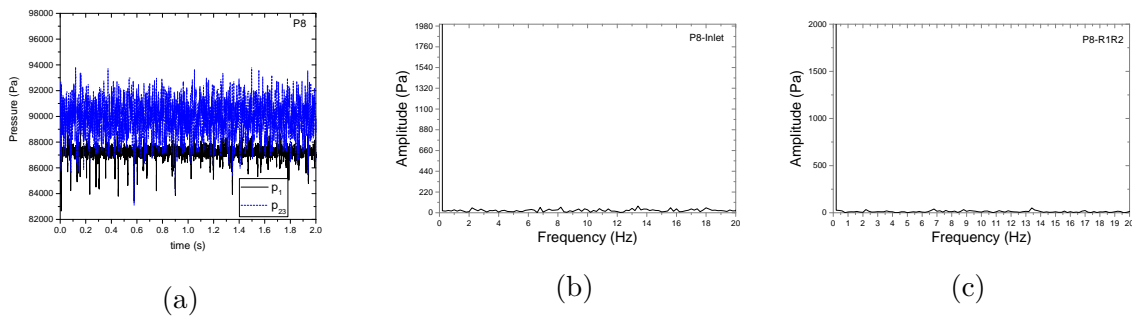 P8
Pressure (Pa)
98000
96000
94000
92000
90000
88000
86000
84000
82000
0.0 0.2 0.4 0.6 0.8 1.0 1.2 1.4 1.6 1.8 2.0
time (s)
p1
p23
(a)
P8-Inlet
Amplitude (Pa)
1980
1760
1540
1320
1100
880
660
440
220
0
0 2 4 6 8 10 12 14 16 18 20
Frequency (Hz)
(b)
P8-R1R2
Amplitude (Pa)
2000
1500
1000
500
0
0 1 2 3 4 5 6 7 8 9 10 11 12 13 14 15 16 17 18 19 20
Frequency (Hz)
(c)